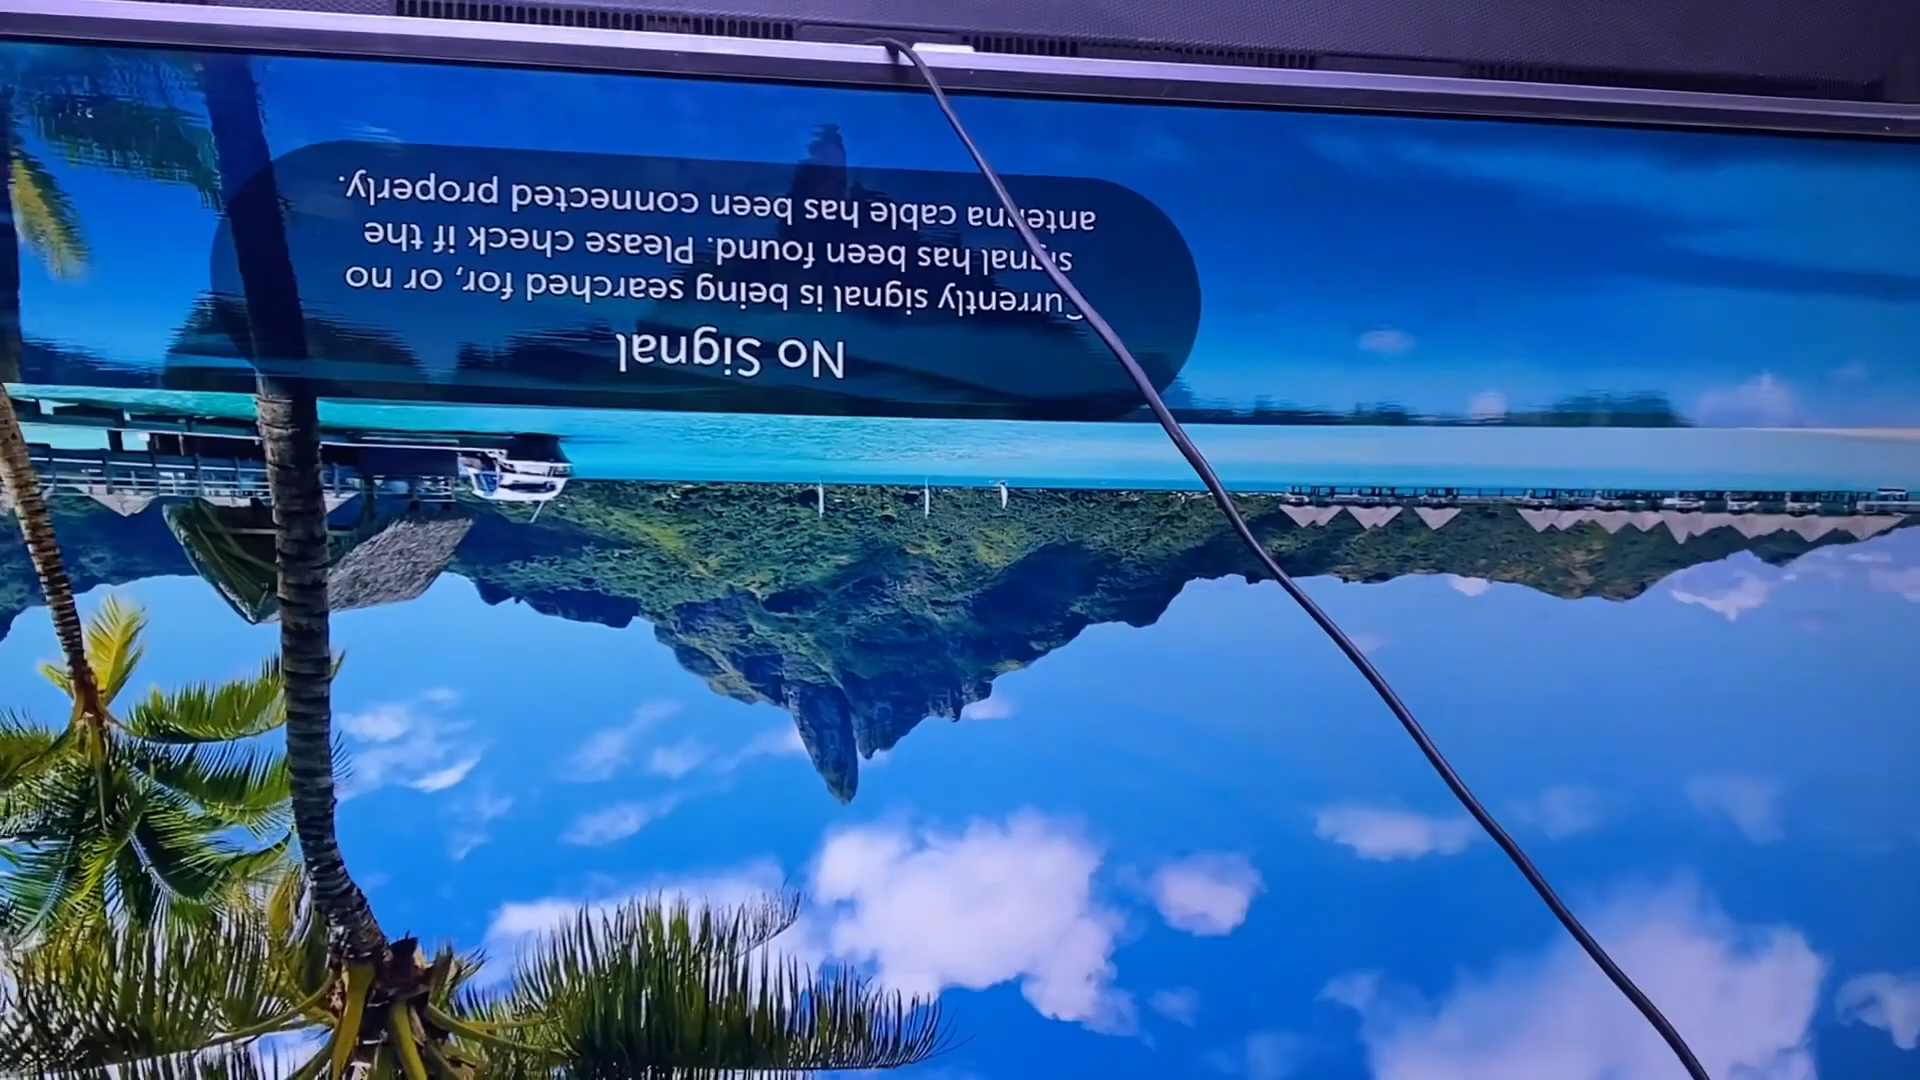 No Signal
Currently signal is being searched for, or no
signal has been found. Please check if the
antenna cable has been connected properly.